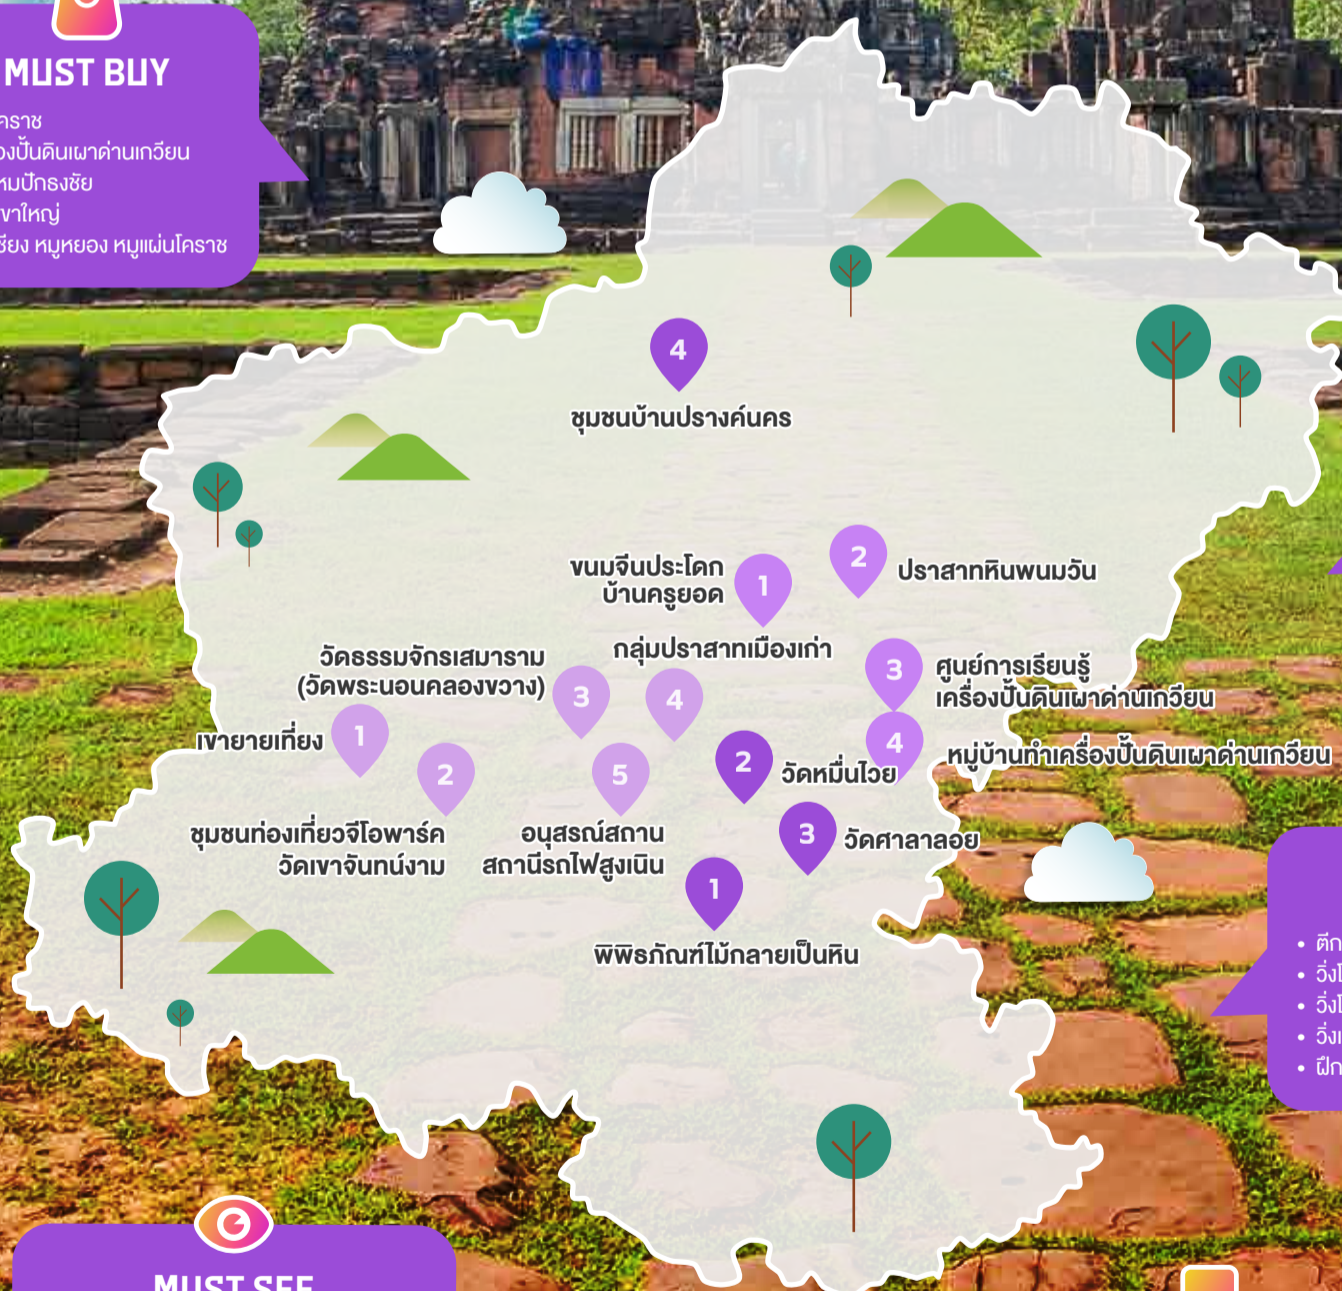 MUST BUY
คราช
องปั้นดินเผาด่านเกวียน
หมปักธงชัย
ขาใหญ่
ชียง หมูหยอง หมูแผ่นโคราช
4
ชุมชนบ้านปรางค์นคร
ขนมจีนประโดก
บ้านครูยอด
1
2
ปราสาทหินพนมวัน
กลุ่มปราสาทเมืองเก่า
4
วัดธรรมจักรเสมาราม
(วัดพระนอนคลองขวาง)
3
3
ศูนย์การเรียนรู้
เครื่องปั้นดินเผาด่านเกวียน
เขายายเที่ยง
1
2
ชุมชนท่องเที่ยวจีโอพาร์ค
วัดเขาจันทน์งาม
5
อนุสรณ์สถาน
สถานีรถไฟสูงเนิน
2
วัดหมื่นไวย
4
หมู่บ้านทำเครื่องปั้นดินเผาด่านเกวียน
3
วัดศาลาลอย
1
พิพิธภัณฑ์ไม้กลายเป็นหิน
• ตึก
• วิ่งโ
• วิ่งโ
• วิ่งเ
• ฝึก
MUST SEE